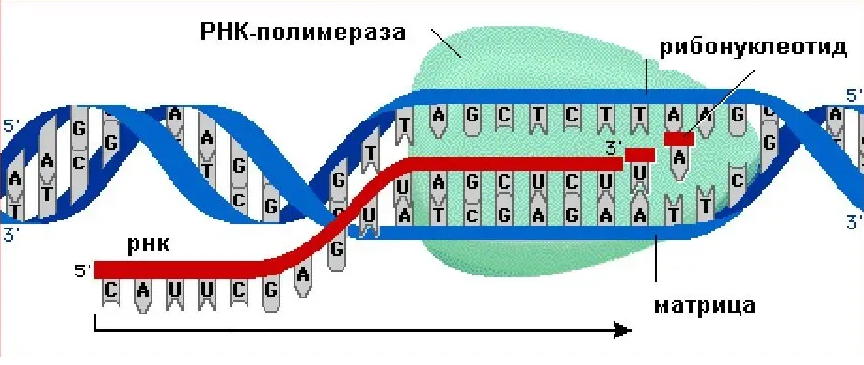 РНК-полимераза
рибонуклеотид
5'
5'
G G A A G T T A G C T C T T A A G G A
A A C G C G T
T T C G
3'
U A G C U C U U A
A T C G A G A A T T C
3'
3'
матрица
рнк
5'
C A U U C G A G U